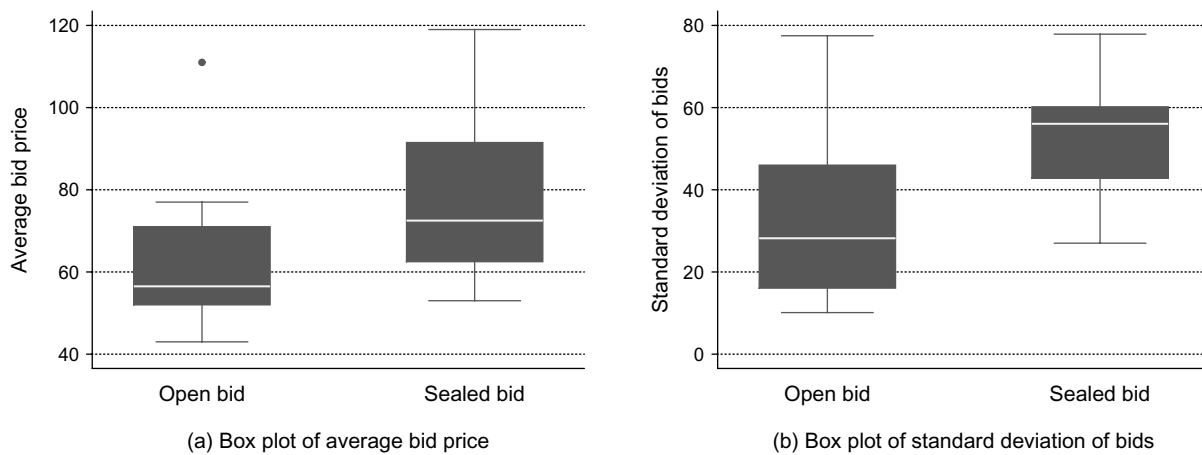 120
100
80
60
40
Average bid price
Open bid
Sealed bid
(a) Box plot of average bid price
80
60
40
20
0
Standard deviation of bids
Open bid
Sealed bid
(b) Box plot of standard deviation of bids